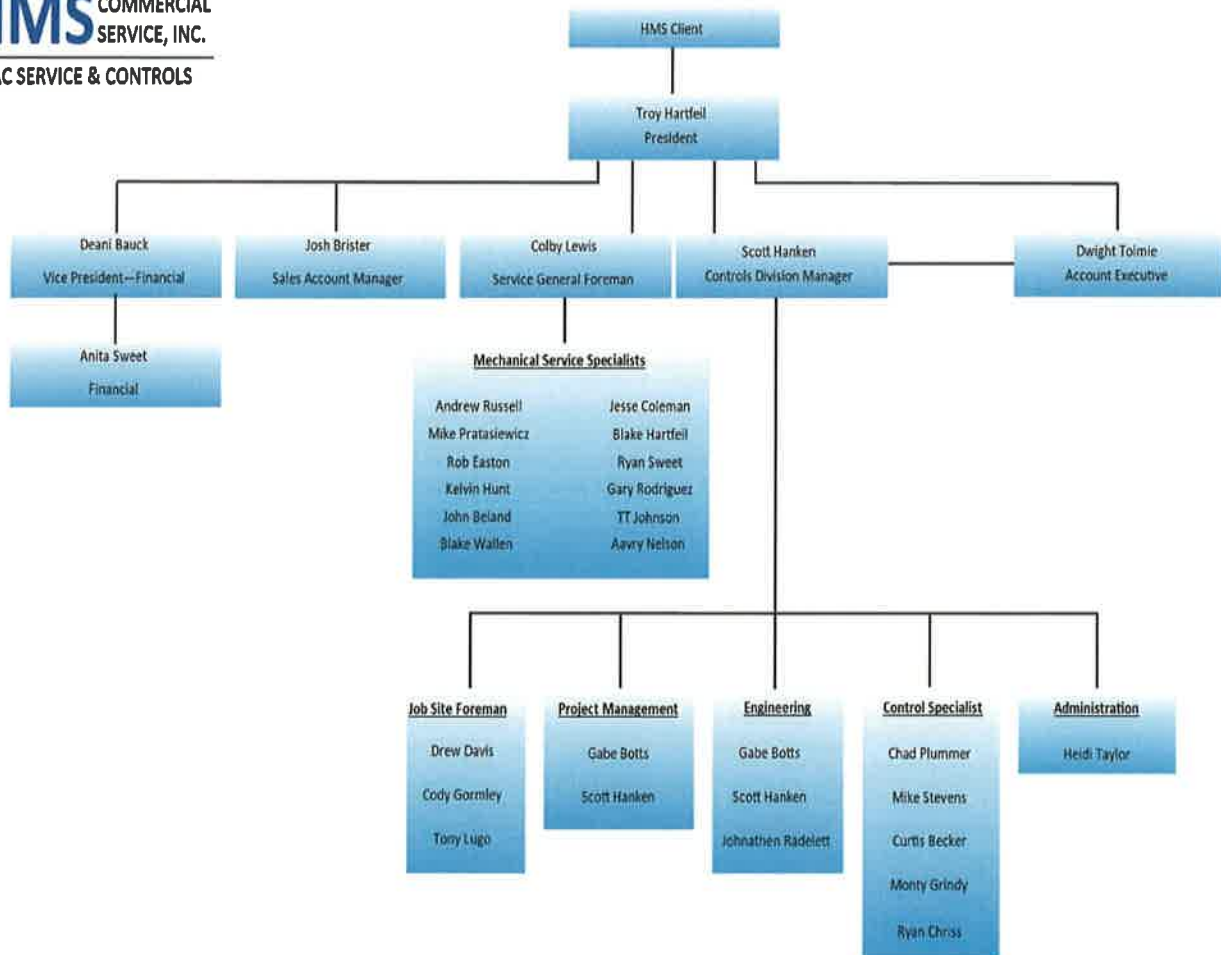 COMMERCIAL
HMS SERVICE, INC.
AC SERVICE & CONTROLS
HMS Client
Troy Hartfeil
President
Deani Bauck
Vice President—Financial
Josh Brister
Sales Account Manager
Colby Lewis
Service General Foreman
Scott Hanken
Controls Division Manager
Dwight Tolmie
Account Executive
Anita Sweet
Financial
Mechanical Service Specialists
Andrew Russell
Mike Pratasiewicz
Rob Easton
Kelvin Hunt
John Beland
Blake Wallen
Jesse Coleman
Blake Hartfeil
Ryan Sweet
Gary Rodriguez
TT Johnson
Aavry Nelson
Job Site Foreman
Drew Davis
Cody Gormley
Tony Lugo
Project Management
Gabe Botts
Scott Hanken
Engineering
Gabe Botts
Scott Hanken
Johnathen Radelett
Control Specialist
Chad Plummer
Mike Stevens
Curtis Becker
Monty Grindy
Ryan Chriss
Administration
Heidi Taylor